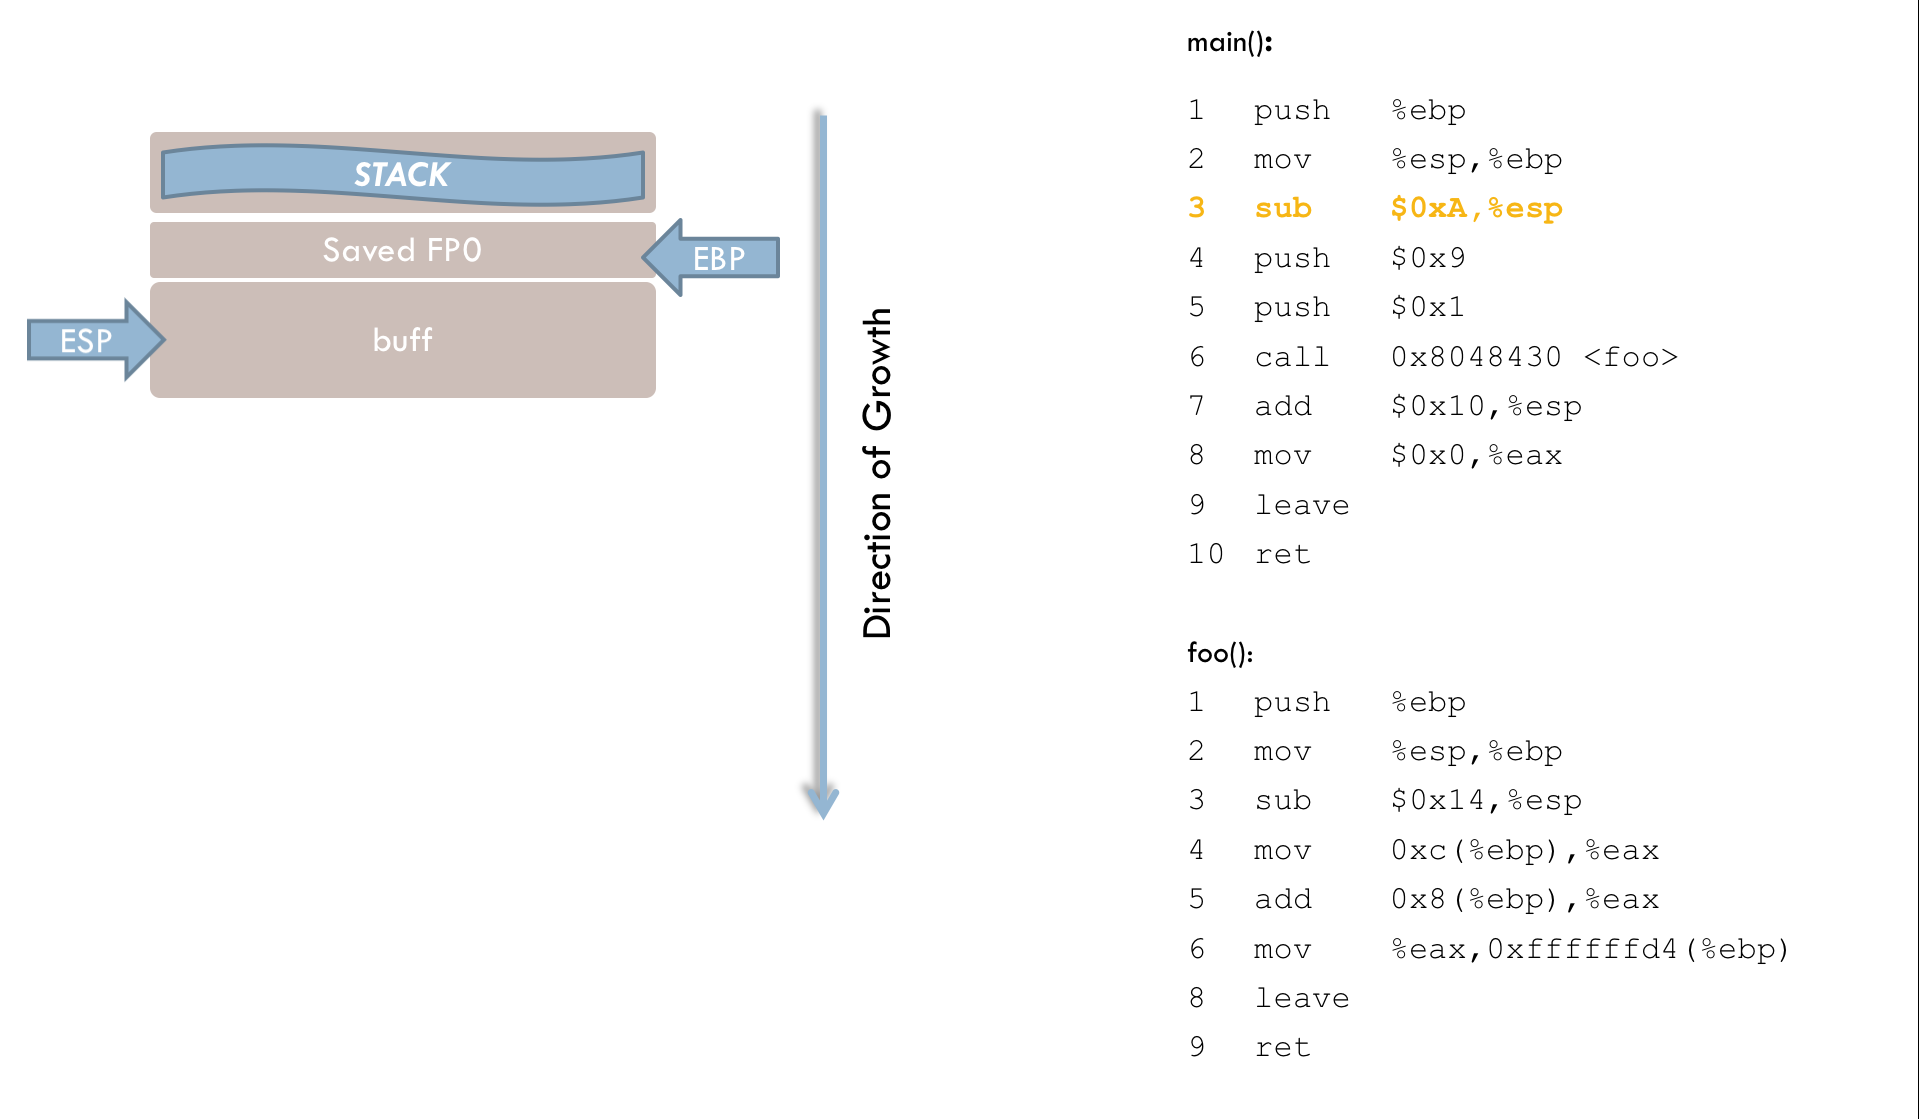 STACK
Saved FP0
EBP
ESP
buff
Direction of Growth
main():
1 push %ebp
2 mov %esp,%ebp
3 sub $0xA,%esp
4 push $0x9
5 push $0x1
6 call 0x8048430 <foo>
7 add $0x10,%esp
8 mov $0x0,%eax
9 leave
10 ret
foo():
1 push %ebp
2 mov %esp,%ebp
3 sub $0x14,%esp
4 mov 0xc(%ebp),%eax
5 add 0x8(%ebp),%eax
6 mov %eax,0xffffffd4(%ebp)
8 leave
9 ret